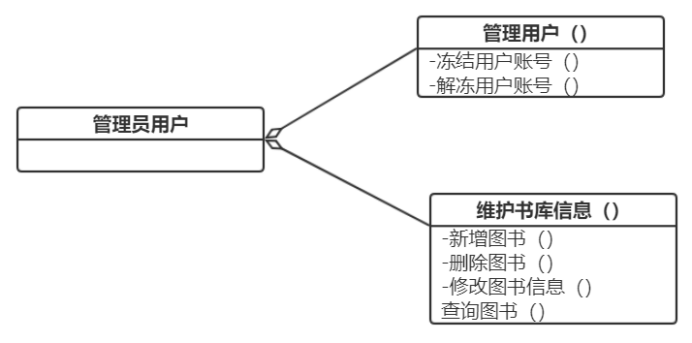 管理用户（）
-冻结用户账号（）
-解冻用户账号（）
管理员用户
维护书库信息（）
-新增图书（）
-删除图书（）
-修改图书信息（）
查询图书（）